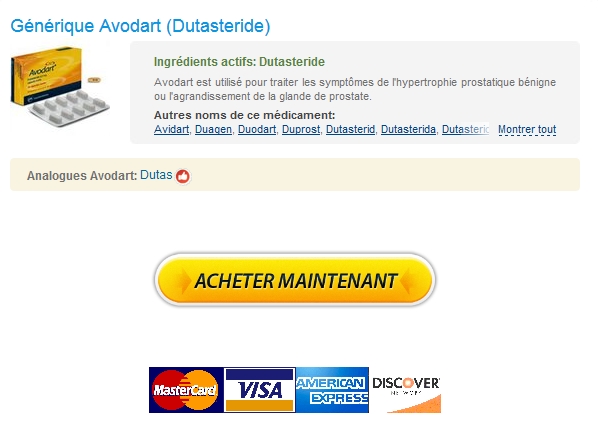 Générique Avodart (Dutasteride)
Avodart
Ingrédients actifs: Dutasteride
Avodart est utilisé pour traiter les symptômes de l'hypertrophie prostatique bénigne
ou l'agrandissement de la glande de prostate.
Autres noms de ce médicament:
Avidart, Duagen, Duodart, Duprost, Dutasterid, Dutasterida, Dutasteric Montrer tout
Analogues Avodart: Dutas
ACHETER MAINTENANT
MasterCard VISA AMERICAN EXPRESS DISCOVER NETWORK